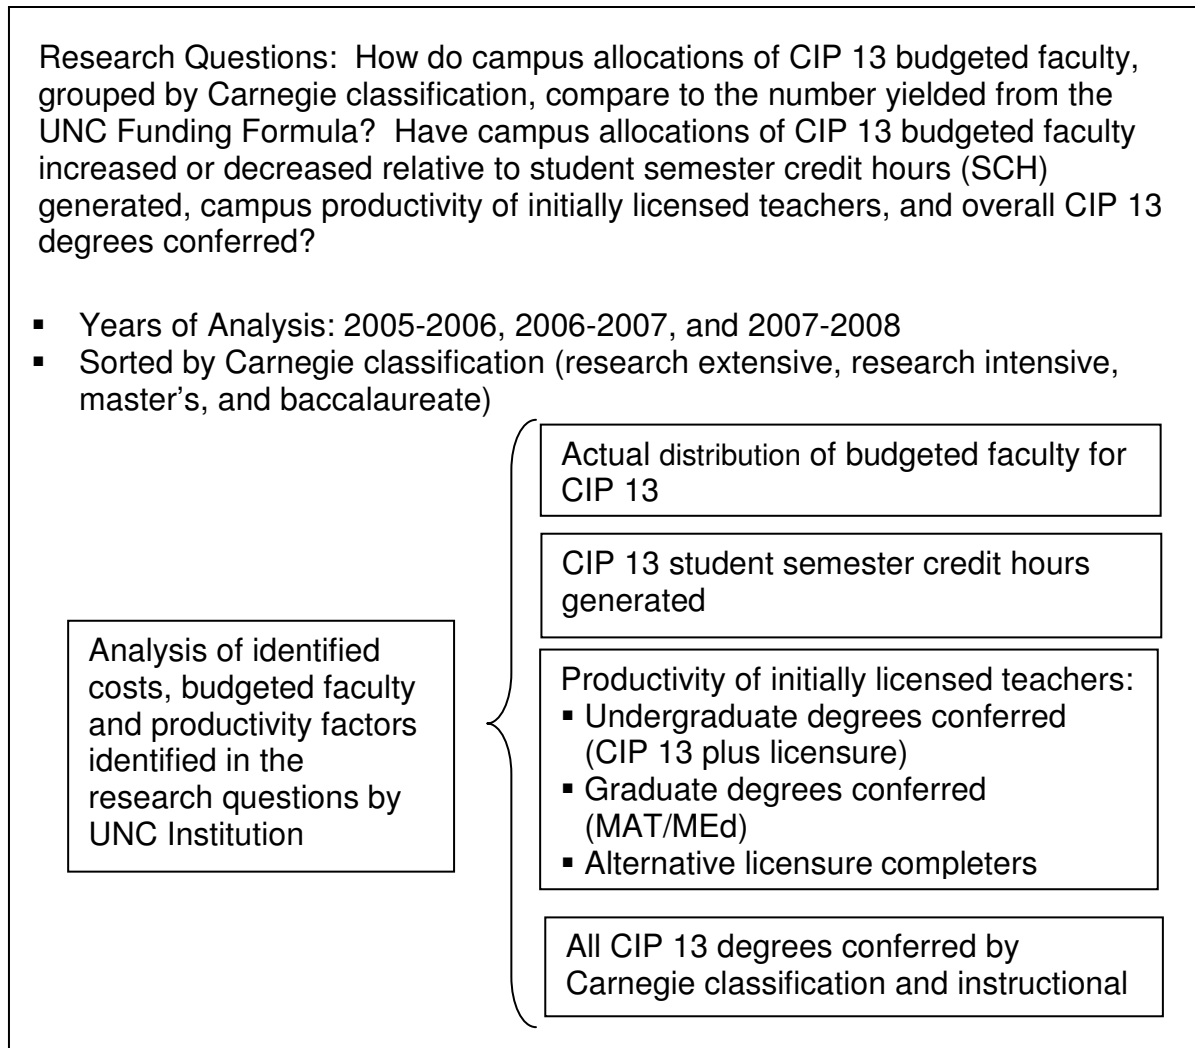 Research Questions:  How do campus allocations of CIP 13 budgeted faculty,
grouped by Carnegie classification, compare to the number yielded from the
UNC Funding Formula?  Have campus allocations of CIP 13 budgeted faculty
increased or decreased relative to student semester credit hours (SCH)
generated, campus productivity of initially licensed teachers, and overall CIP 13
degrees conferred?
▪ Years of Analysis: 2005-2006, 2006-2007, and 2007-2008
▪ Sorted by Carnegie classification (research extensive, research intensive,
master’s, and baccalaureate)
Analysis of identified
costs, budgeted faculty
and productivity factors
identified in the
research questions by
UNC Institution
Actual distribution of budgeted faculty for
CIP 13
CIP 13 student semester credit hours
generated
Productivity of initially licensed teachers:
▪ Undergraduate degrees conferred
(CIP 13 plus licensure)
▪ Graduate degrees conferred
(MAT/MEd)
▪ Alternative licensure completers
All CIP 13 degrees conferred by
Carnegie classification and instructional